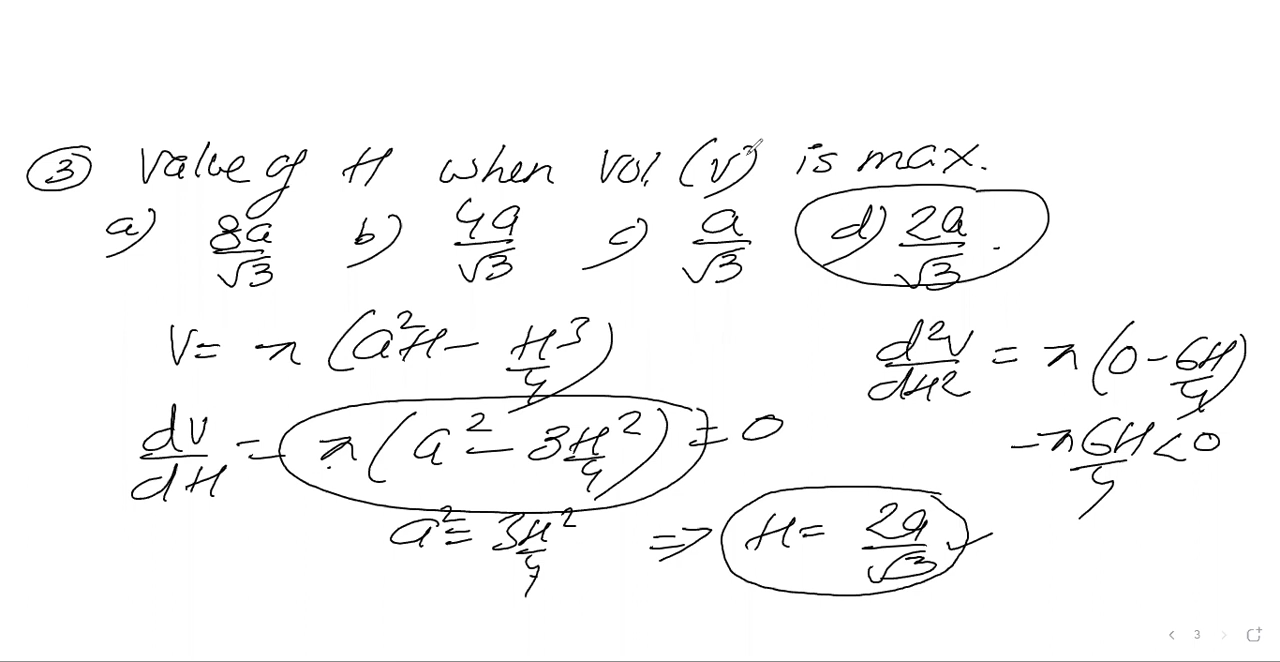 ③ Value of H when Vol (V) is max.
a) 8a/√3 b) 4a/√3 c) a/√3 d) 2a/√3.
V = π (a²H - H³/4)
d²V/dH² = π (0 - 6H/4)
dV/dH = π (a² - 3H²/4) = 0
-π6H/4 < 0
a² = 3H²/4 ⇒ H = 2a/√3
3